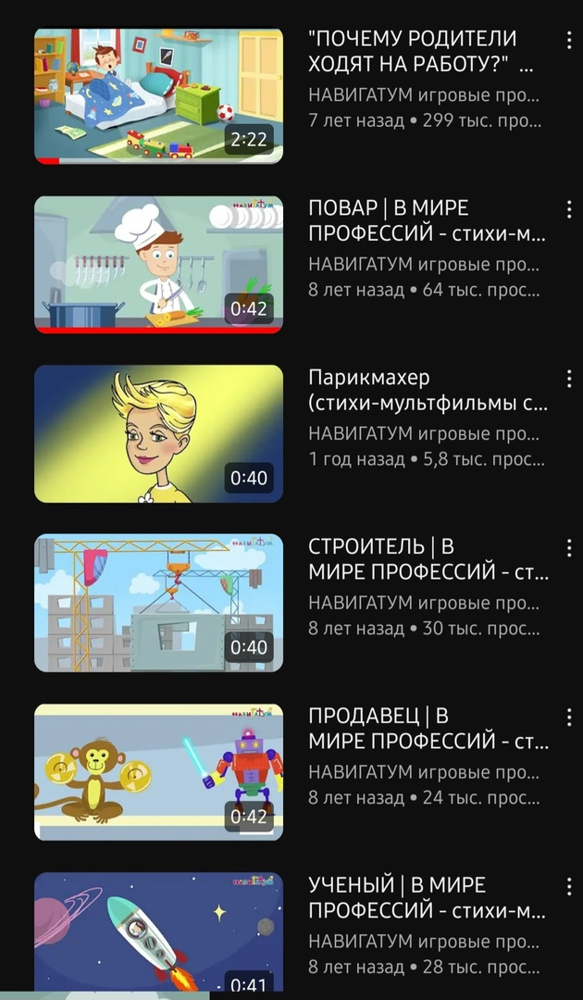 "ПОЧЕМУ РОДИТЕЛИ
ХОДЯТ НА РАБОТУ?" ...
НАВИГАТУМ игровые про...
7 лет назад • 299 тыс. про...
2:22
ПОВАР | В МИРЕ
ПРОФЕССИЙ - стихи-м...
НАВИГАТУМ игровые про...
8 лет назад • 64 тыс. прос...
НАВИГАТУМ
0:42
Парикмахер
(стихи-мультфильмы с...
НАВИГАТУМ игровые про...
1 год назад • 5,8 тыс. прос...
0:40
СТРОИТЕЛЬ | В
МИРЕ ПРОФЕССИЙ - ст...
НАВИГАТУМ игровые про...
8 лет назад • 30 тыс. прос...
НАВИГАТУМ
0:40
ПРОДАВЕЦ | В
МИРЕ ПРОФЕССИЙ - ст...
НАВИГАТУМ игровые про...
8 лет назад • 24 тыс. прос...
НАВИГАТУМ
0:42
УЧЕНЫЙ | В МИРЕ
ПРОФЕССИЙ - стихи-м...
НАВИГАТУМ игровые про...
8 лет назад • 28 тыс. прос...
НАВИГАТУМ
0:41